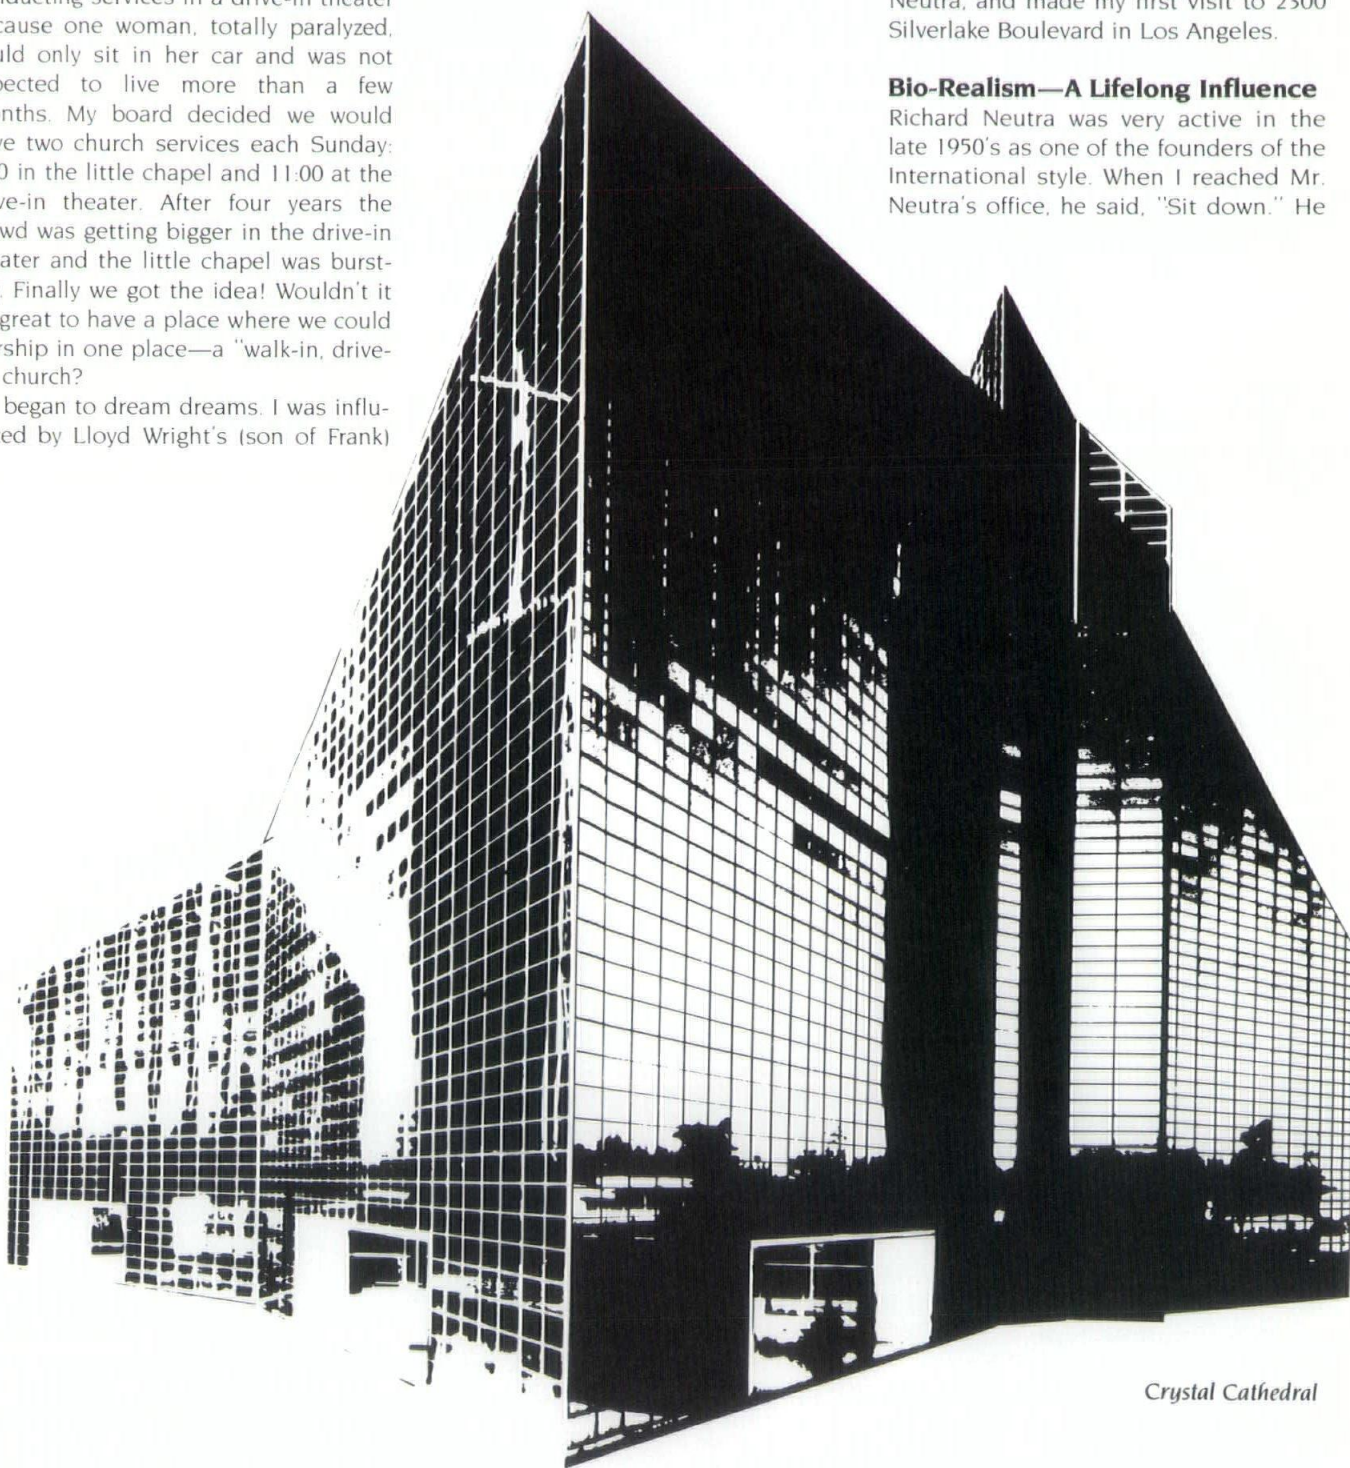 cause one woman, totally paralyzed,
uld only sit in her car and was not
pected to live more than a few
nths. My board decided we would
ve two church services each Sunday:
0 in the little chapel and 11:00 at the
ve-in theater. After four years the
wd was getting bigger in the drive-in
ater and the little chapel was burst-
. Finally we got the idea! Wouldn't it
great to have a place where we could
rship in one place—a "walk-in, drive-
church?
began to dream dreams. I was influ-
ed by Lloyd Wright's (son of Frank)
Neutra, and made my first visit to 2300
Silverlake Boulevard in Los Angeles.
Bio-Realism—A Lifelong Influence
Richard Neutra was very active in the
late 1950's as one of the founders of the
International style. When I reached Mr.
Neutra's office, he said, "Sit down." He
Crystal Cathedral